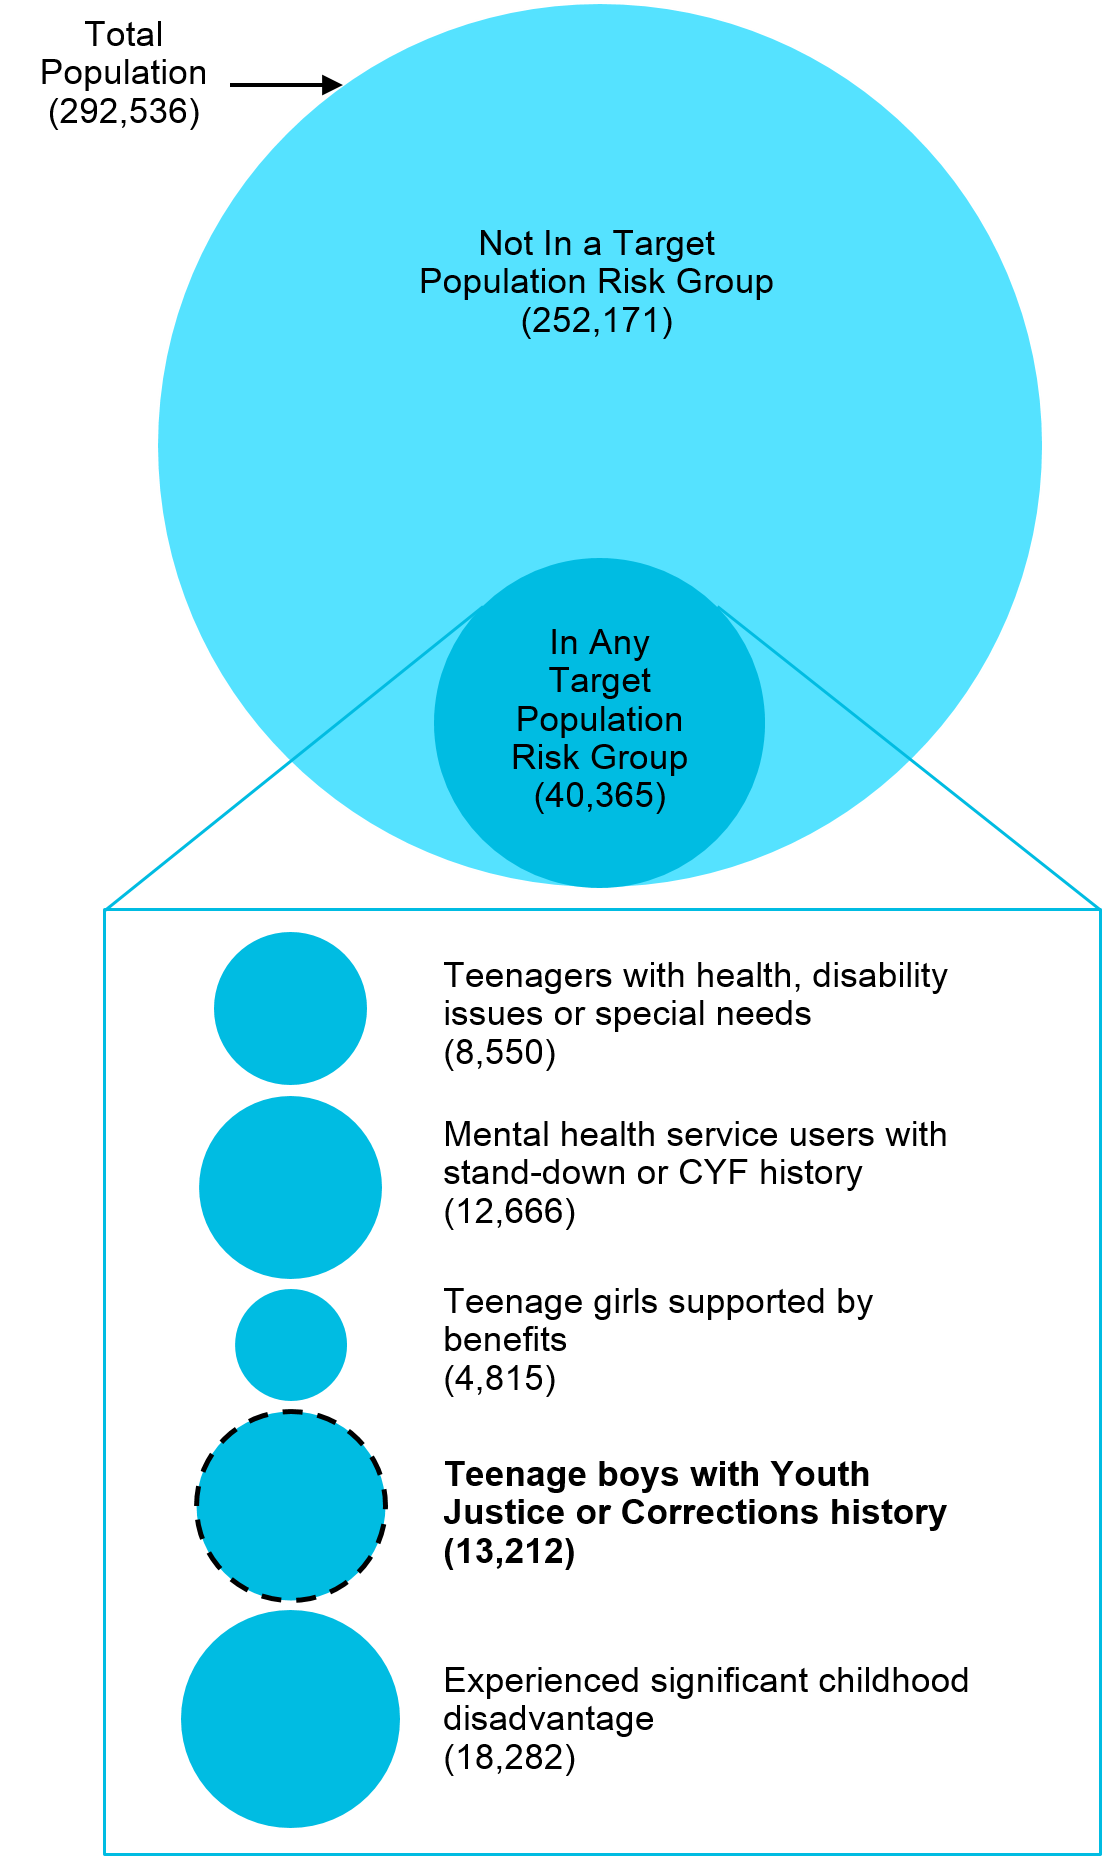 Total
Population
(292,536)
Not In a Target
Population Risk Group
(252,171)
In Any
Target
Population
Risk Group
(40,365)
Teenagers with health, disability
issues or special needs
(8,550)
Mental health service users with
stand-down or CYF history
(12,666)
Teenage girls supported by
benefits
(4,815)
Teenage boys with Youth
Justice or Corrections history
(13,212)
Experienced significant childhood
disadvantage
(18,282)